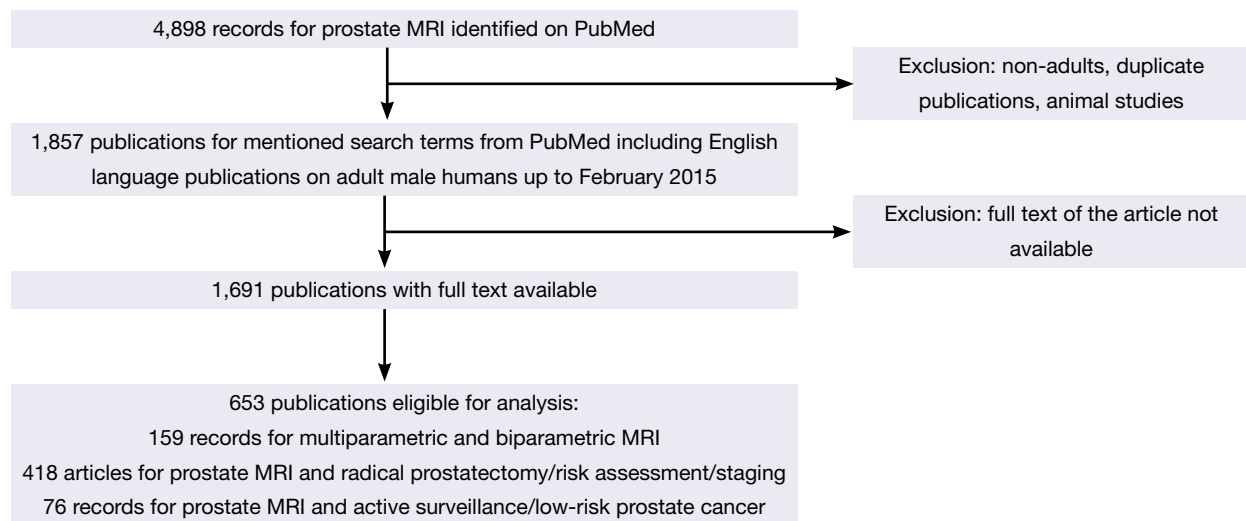 4,898 records for prostate MRI identified on PubMed
Exclusion: non-adults, duplicate
publications, animal studies
1,857 publications for mentioned search terms from PubMed including English
language publications on adult male humans up to February 2015
Exclusion: full text of the article not
available
1,691 publications with full text available
653 publications eligible for analysis:
159 records for multiparametric and biparametric MRI
418 articles for prostate MRI and radical prostatectomy/risk assessment/staging
76 records for prostate MRI and active surveillance/low-risk prostate cancer